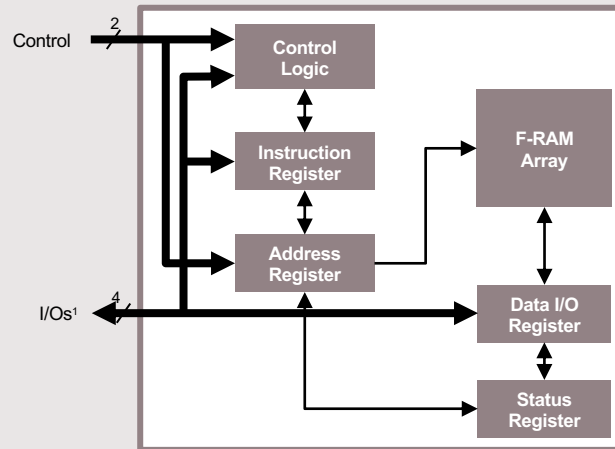 2
Control
Control
Logic
F-RAM
Array
Instruction
Register
Address
Register
4
I/Os¹
Data I/O
Register
Status
Register